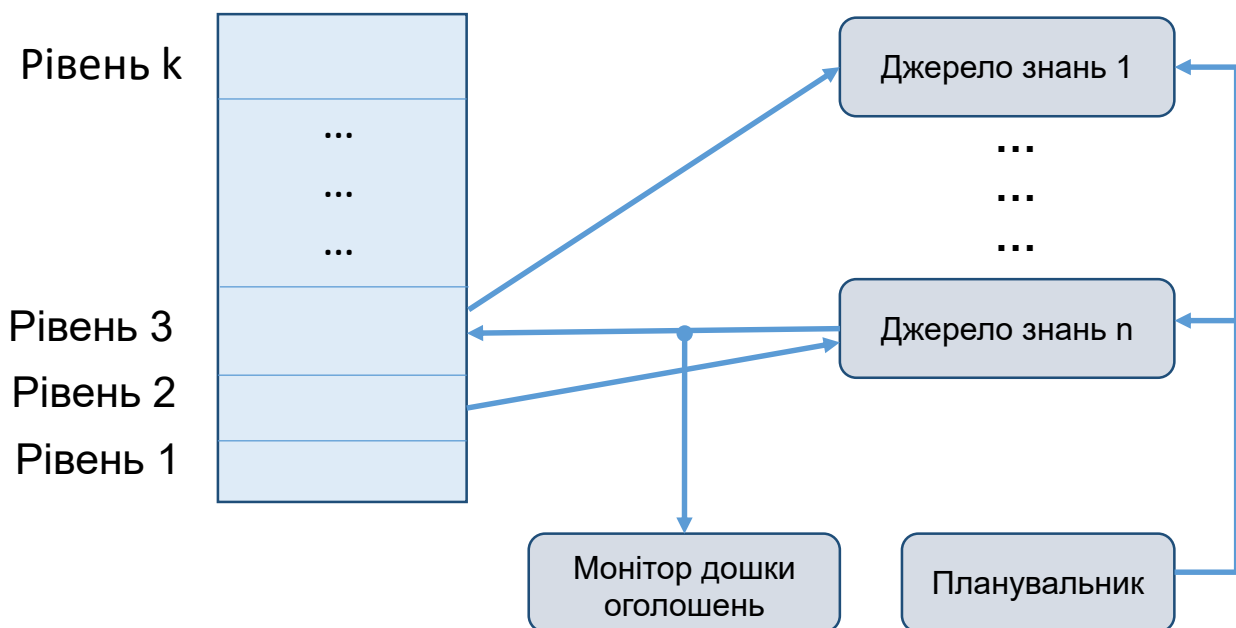 Рівень k
...
...
...
Рівень 3
Рівень 2
Рівень 1
Джерело знань 1
...
...
...
Джерело знань n
Монітор дошки
оголошень
Планувальник